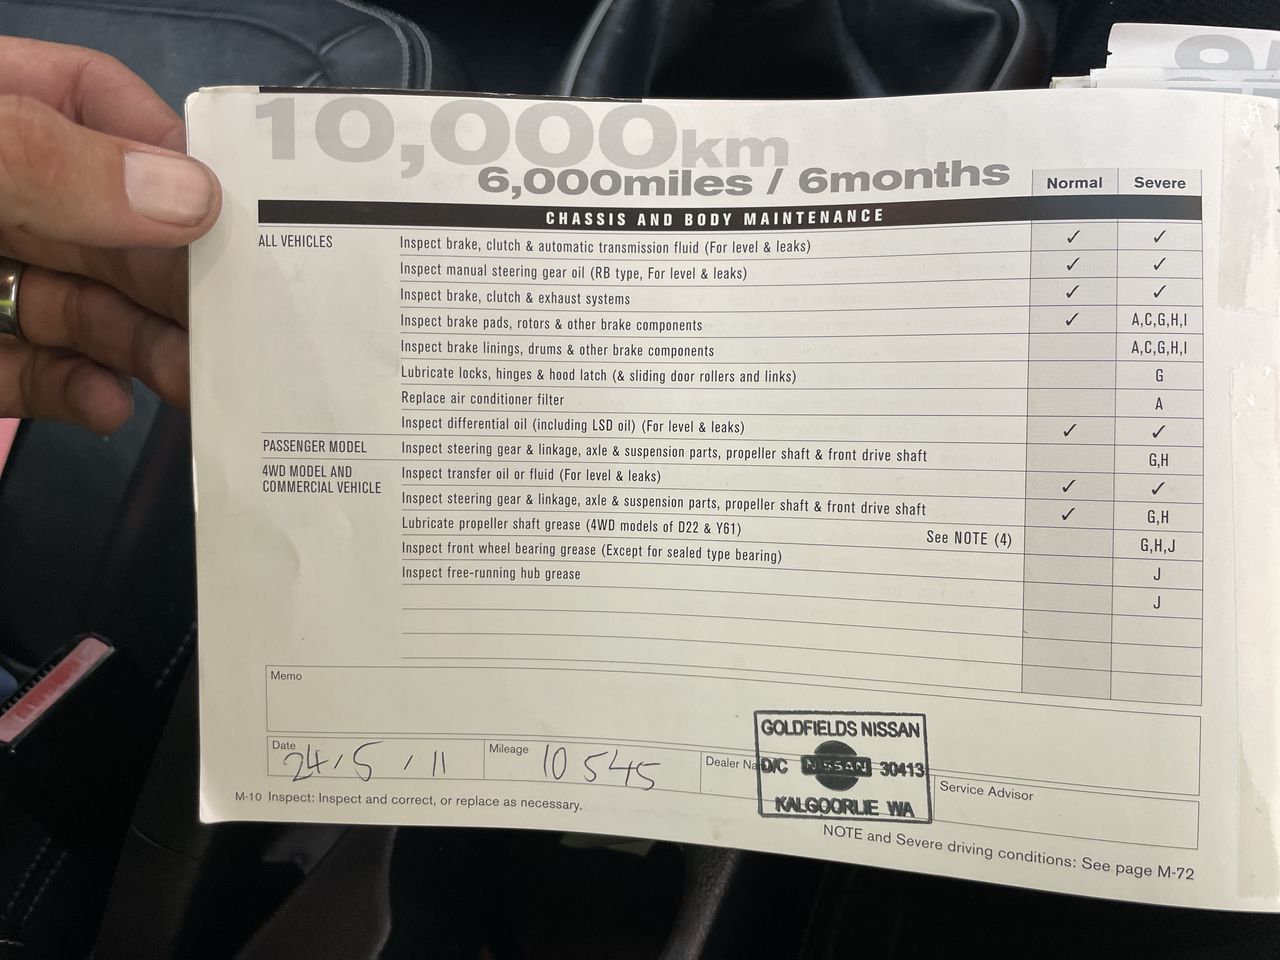 10,000km
6,000miles / 6months
Normal Severe
CHASSIS AND BODY MAINTENANCE
ALL VEHICLES Inspect brake, clutch & automatic transmission fluid (For level & leaks) ✓ ✓
Inspect manual steering gear oil (RB type, For level & leaks) ✓ ✓
Inspect brake, clutch & exhaust systems ✓ ✓
Inspect brake pads, rotors & other brake components ✓ A,C,G,H,I
Inspect brake linings, drums & other brake components A,C,G,H,I
Lubricate locks, hinges & hood latch (& sliding door rollers and links) G
Replace air conditioner filter A
Inspect differential oil (including LSD oil) (For level & leaks) ✓ ✓
PASSENGER MODEL Inspect steering gear & linkage, axle & suspension parts, propeller shaft & front drive shaft G,H
4WD MODEL AND COMMERCIAL VEHICLE Inspect transfer oil or fluid (For level & leaks) ✓ ✓
Inspect steering gear & linkage, axle & suspension parts, propeller shaft & front drive shaft ✓ G,H
Lubricate propeller shaft grease (4WD models of D22 & Y61) See NOTE (4) G,H,J
Inspect front wheel bearing grease (Except for sealed type bearing) J
Inspect free-running hub grease J
Memo
Date 24/5/11 Mileage 10 545 Dealer Na
GOLDFIELDS NISSAN
D/C NISSAN 30413
KALGOORLIE WA
Service Advisor
M-10 Inspect: Inspect and correct, or replace as necessary.
NOTE and Severe driving conditions: See page M-72